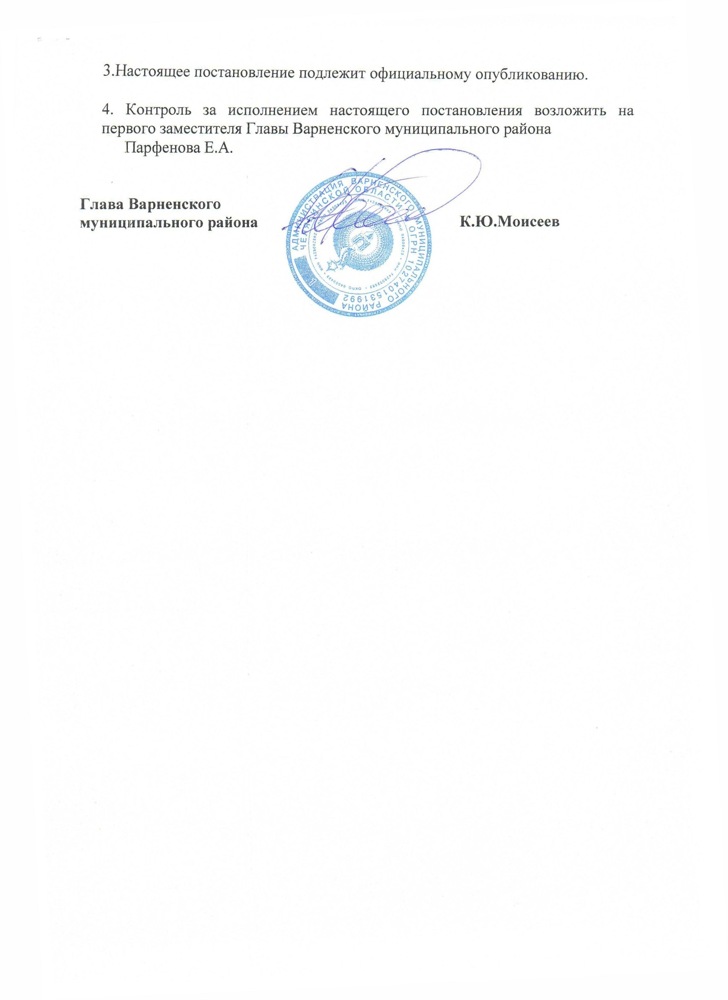 3.Настоящее постановление подлежит официальному опубликованию.
4. Контроль за исполнением настоящего постановления возложить на
первого заместителя Главы Варненского муниципального района
Парфенова Е.А.
Глава Варненского
муниципального района
К.Ю.Моисеев
АДМИНИСТРАЦИЯ ВАРНЕНСКОГО МУНИЦИПАЛЬНОГО РАЙОНА
ЧЕЛЯБИНСКОЙ ОБЛАСТИ * ОГРН 1027401531992
1